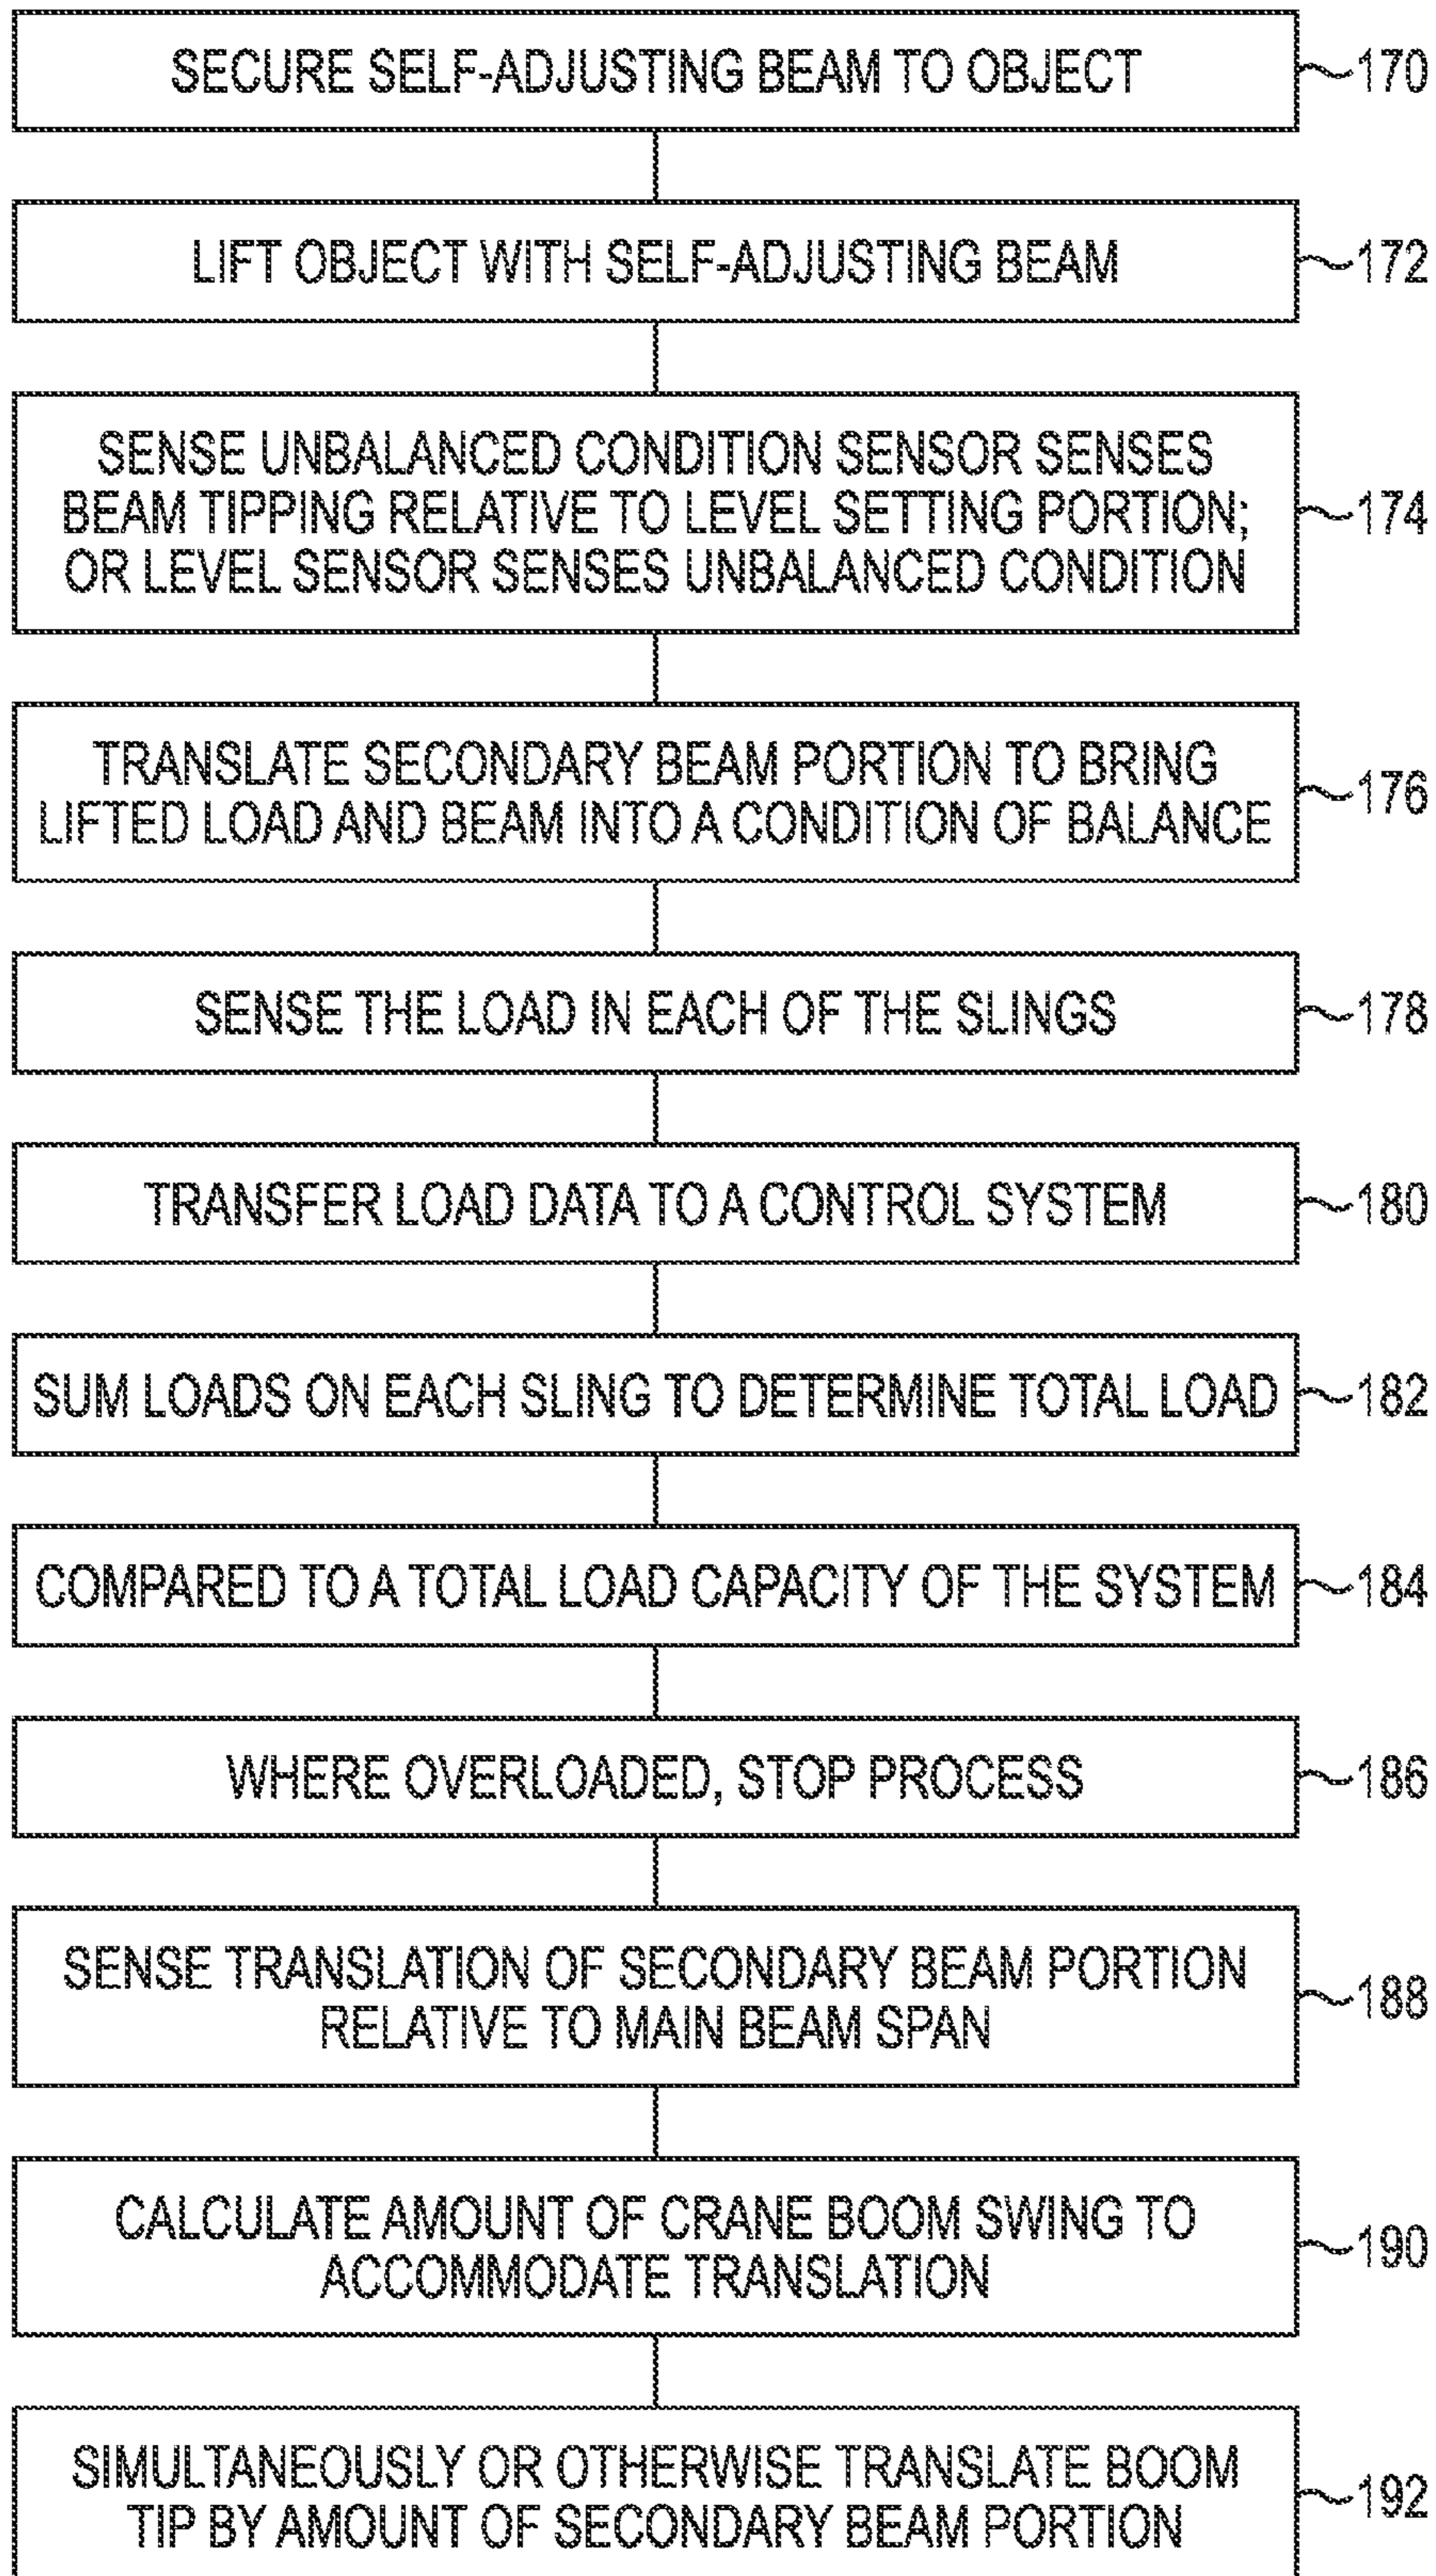 SECURE SELF-ADJUSTING BEAM TO OBJECT
170
LIFT OBJECT WITH SELF-ADJUSTING BEAM
172
SENSE UNBALANCED CONDITION SENSOR SENSES
BEAM TIPPING RELATIVE TO LEVEL SETTING PORTION;
OR LEVEL SENSOR SENSES UNBALANCED CONDITION
174
TRANSLATE SECONDARY BEAM PORTION TO BRING
LIFTED LOAD AND BEAM INTO A CONDITION OF BALANCE
176
SENSE THE LOAD IN EACH OF THE SLINGS
178
TRANSFER LOAD DATA TO A CONTROL SYSTEM
180
SUM LOADS ON EACH SLING TO DETERMINE TOTAL LOAD
182
COMPARED TO A TOTAL LOAD CAPACITY OF THE SYSTEM
184
WHERE OVERLOADED, STOP PROCESS
186
SENSE TRANSLATION OF SECONDARY BEAM PORTION
RELATIVE TO MAIN BEAM SPAN
188
CALCULATE AMOUNT OF CRANE BOOM SWING TO
ACCOMMODATE TRANSLATION
190
SIMULTANEOUSLY OR OTHERWISE TRANSLATE BOOM
TIP BY AMOUNT OF SECONDARY BEAM PORTION
192